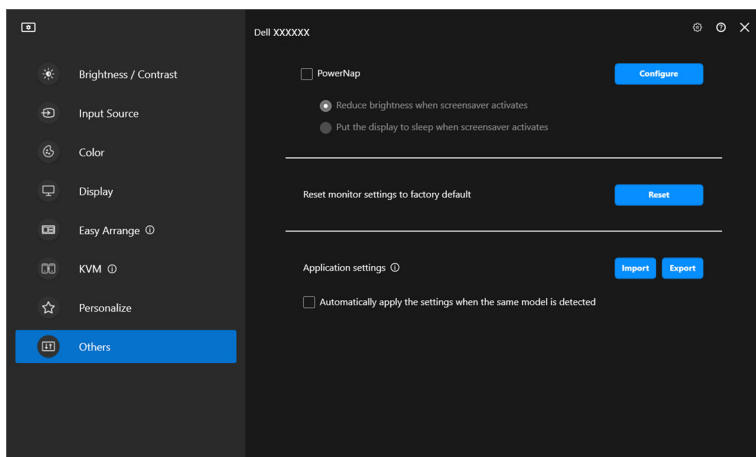 Dell XXXXXX
Brightness / Contrast
Input Source
Color
Display
Easy Arrange
KVM
Personalize
Others
PowerNap
Configure
Reduce brightness when screensaver activates
Put the display to sleep when screensaver activates
Reset monitor settings to factory default
Reset
Application settings
Import
Export
Automatically apply the settings when the same model is detected